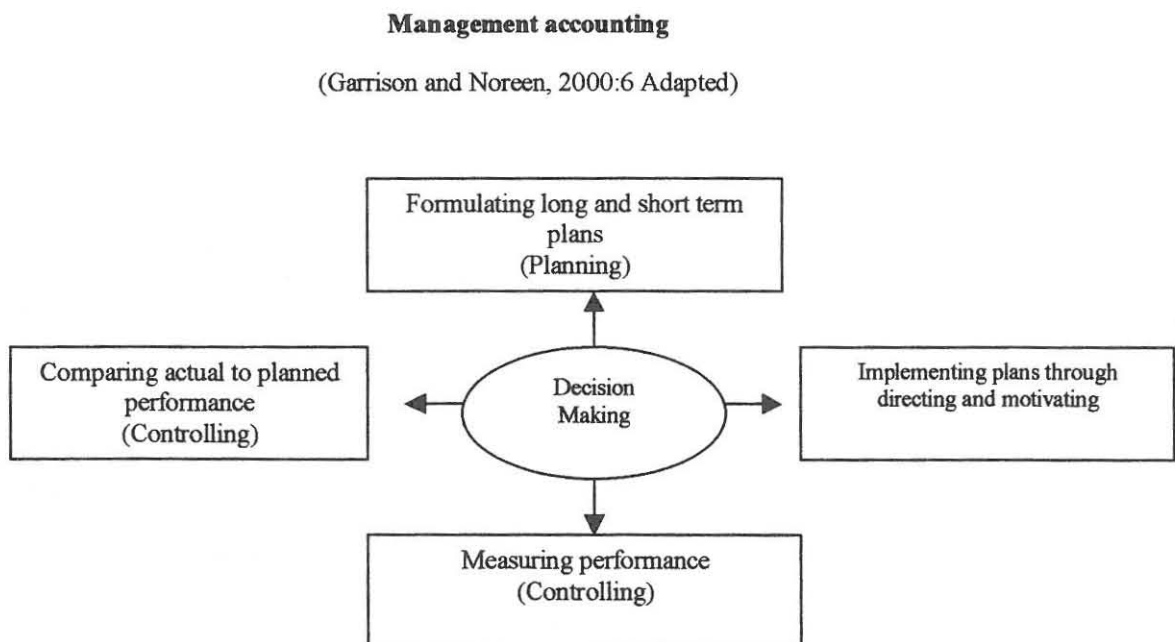 Management accounting
(Garrison and Noreen, 2000:6 Adapted)
Formulating long and short term
plans
(Planning)
Comparing actual to planned
performance
(Controlling)
Decision
Making
Implementing plans through
directing and motivating
Measuring performance
(Controlling)